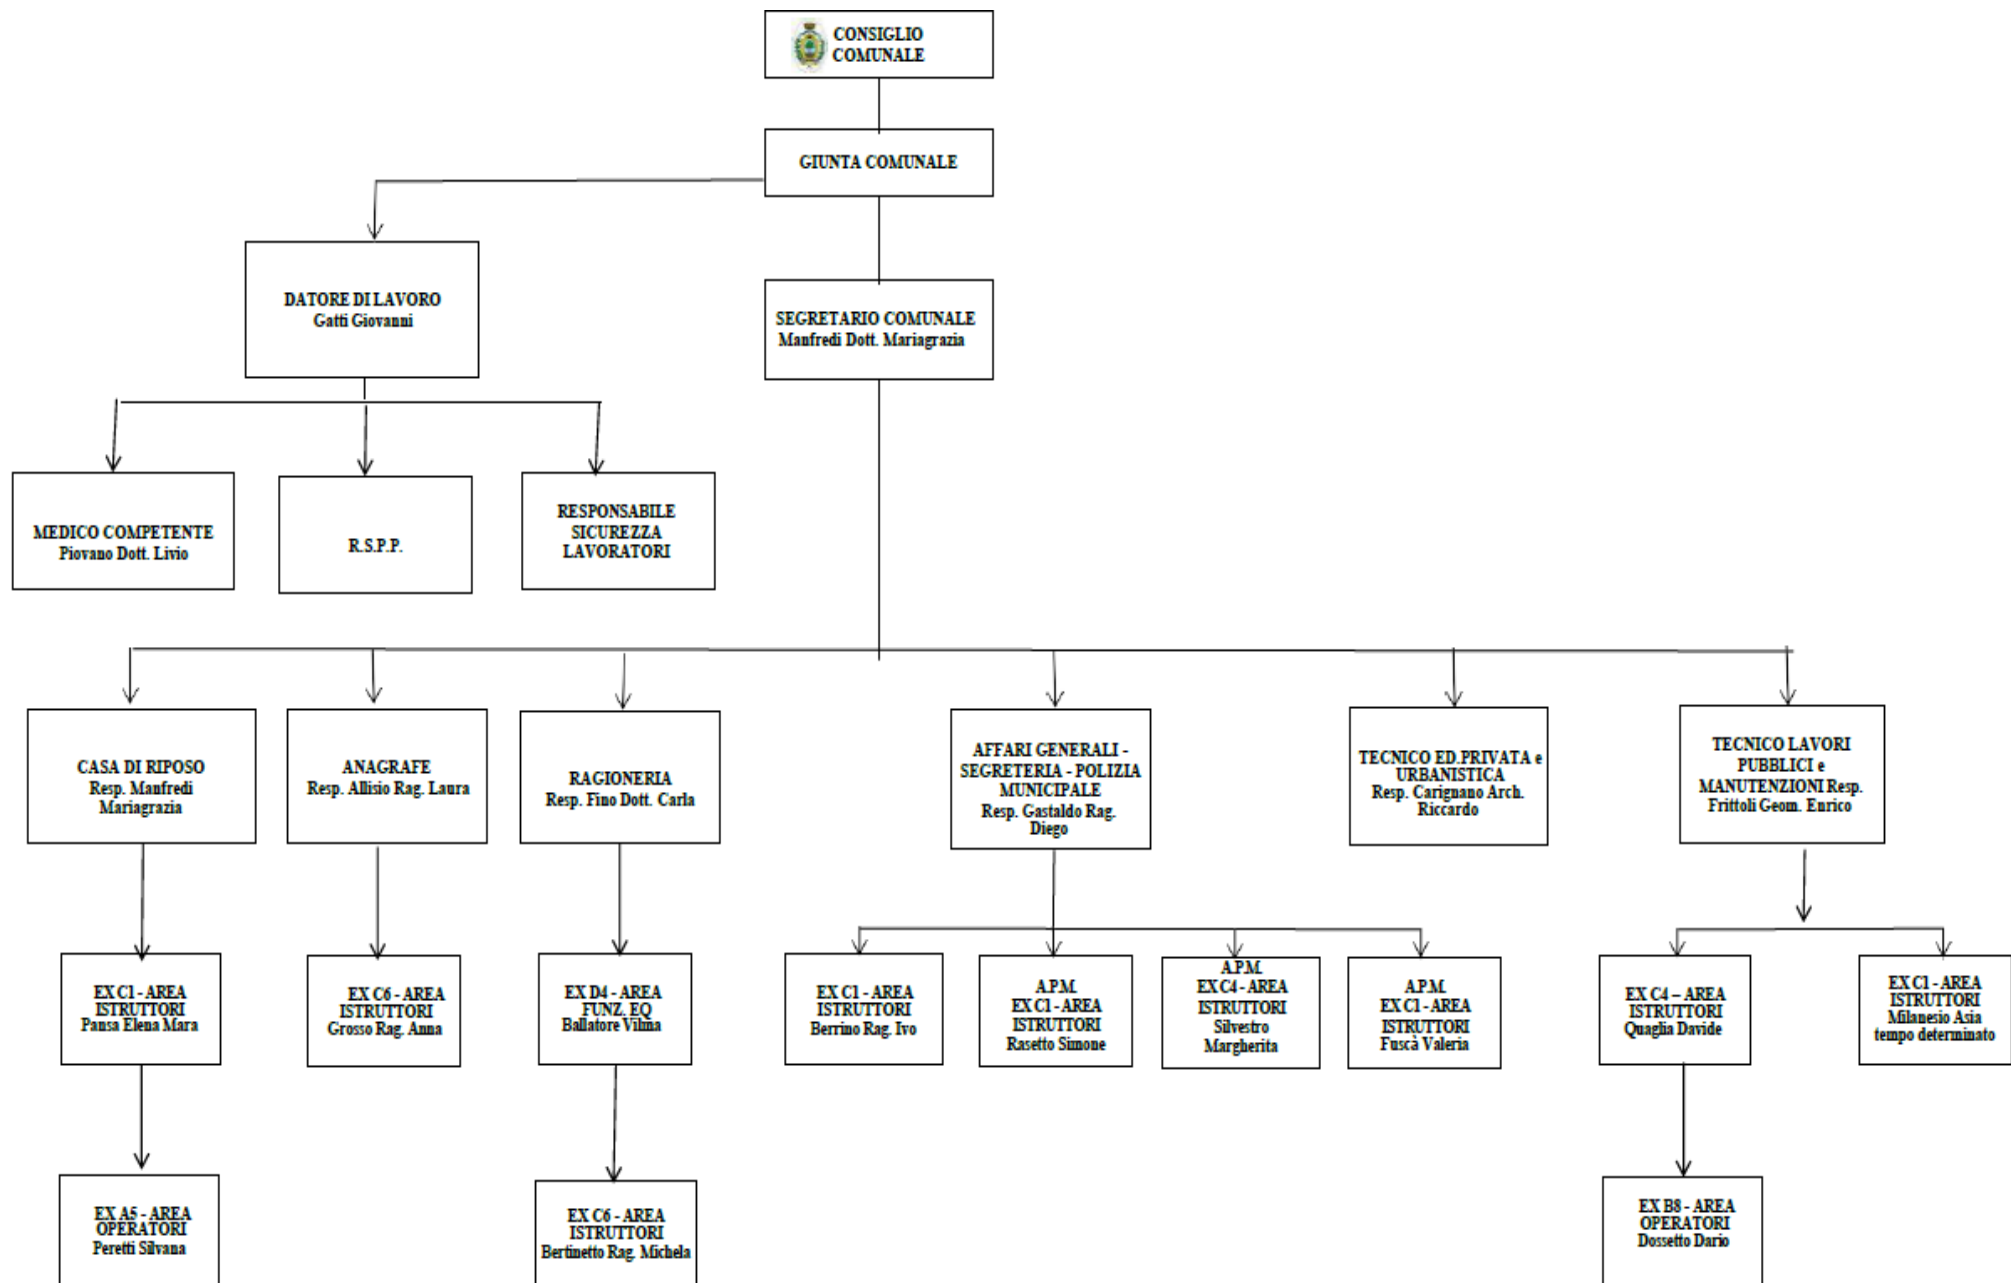 CONSIGLIO
COMUNALE
GIUNTA COMUNALE
DATORE DI LAVORO
Gatti Giovanni
SEGRETARIO COMUNALE
Manfredi Dott. Mariagrazia
MEDICO COMPETENTE
Piovano Dott. Livio
R.S.P.P.
RESPONSABILE
SICUREZZA
LAVORATORI
CASA DI RIPOSO
Resp. Manfredi
Mariagrazia
ANAGRAFE
Resp. Allisio Rag. Laura
RAGIONERIA
Resp. Fino Dott. Carla
AFFARI GENERALI -
SEGRETERIA - POLIZIA
MUNICIPALE
Resp. Gastaldo Rag.
Diego
TECNICO ED.PRIVATA e
URBANISTICA
Resp. Carignano Arch.
Riccardo
TECNICO LAVORI
PUBBLICI e
MANUTENZIONI Resp.
Frittoli Geom. Enrico
EX C1 - AREA
ISTRUTTORI
Pansa Elena Mara
EX C6 - AREA
ISTRUTTORI
Grosso Rag. Anna
EX D4 - AREA
FUNZ. EQ
Ballatore Vilma
EX C1 - AREA
ISTRUTTORI
Berrino Rag. Ivo
A.P.M.
EX C1 - AREA
ISTRUTTORI
Rasetto Simone
A.P.M.
EX C4 - AREA
ISTRUTTORI
Silvestro
Margherita
A.P.M.
EX C1 - AREA
ISTRUTTORI
Fuscà Valeria
EX C4 – AREA
ISTRUTTORI
Quaglia Davide
EX C1 - AREA
ISTRUTTORI
Milanesio Asia
tempo determinato
EX A5 - AREA
OPERATORI
Peretti Silvana
EX C6 - AREA
ISTRUTTORI
Bertinetto Rag. Michela
EX B8 - AREA
OPERATORI
Dossetto Dario